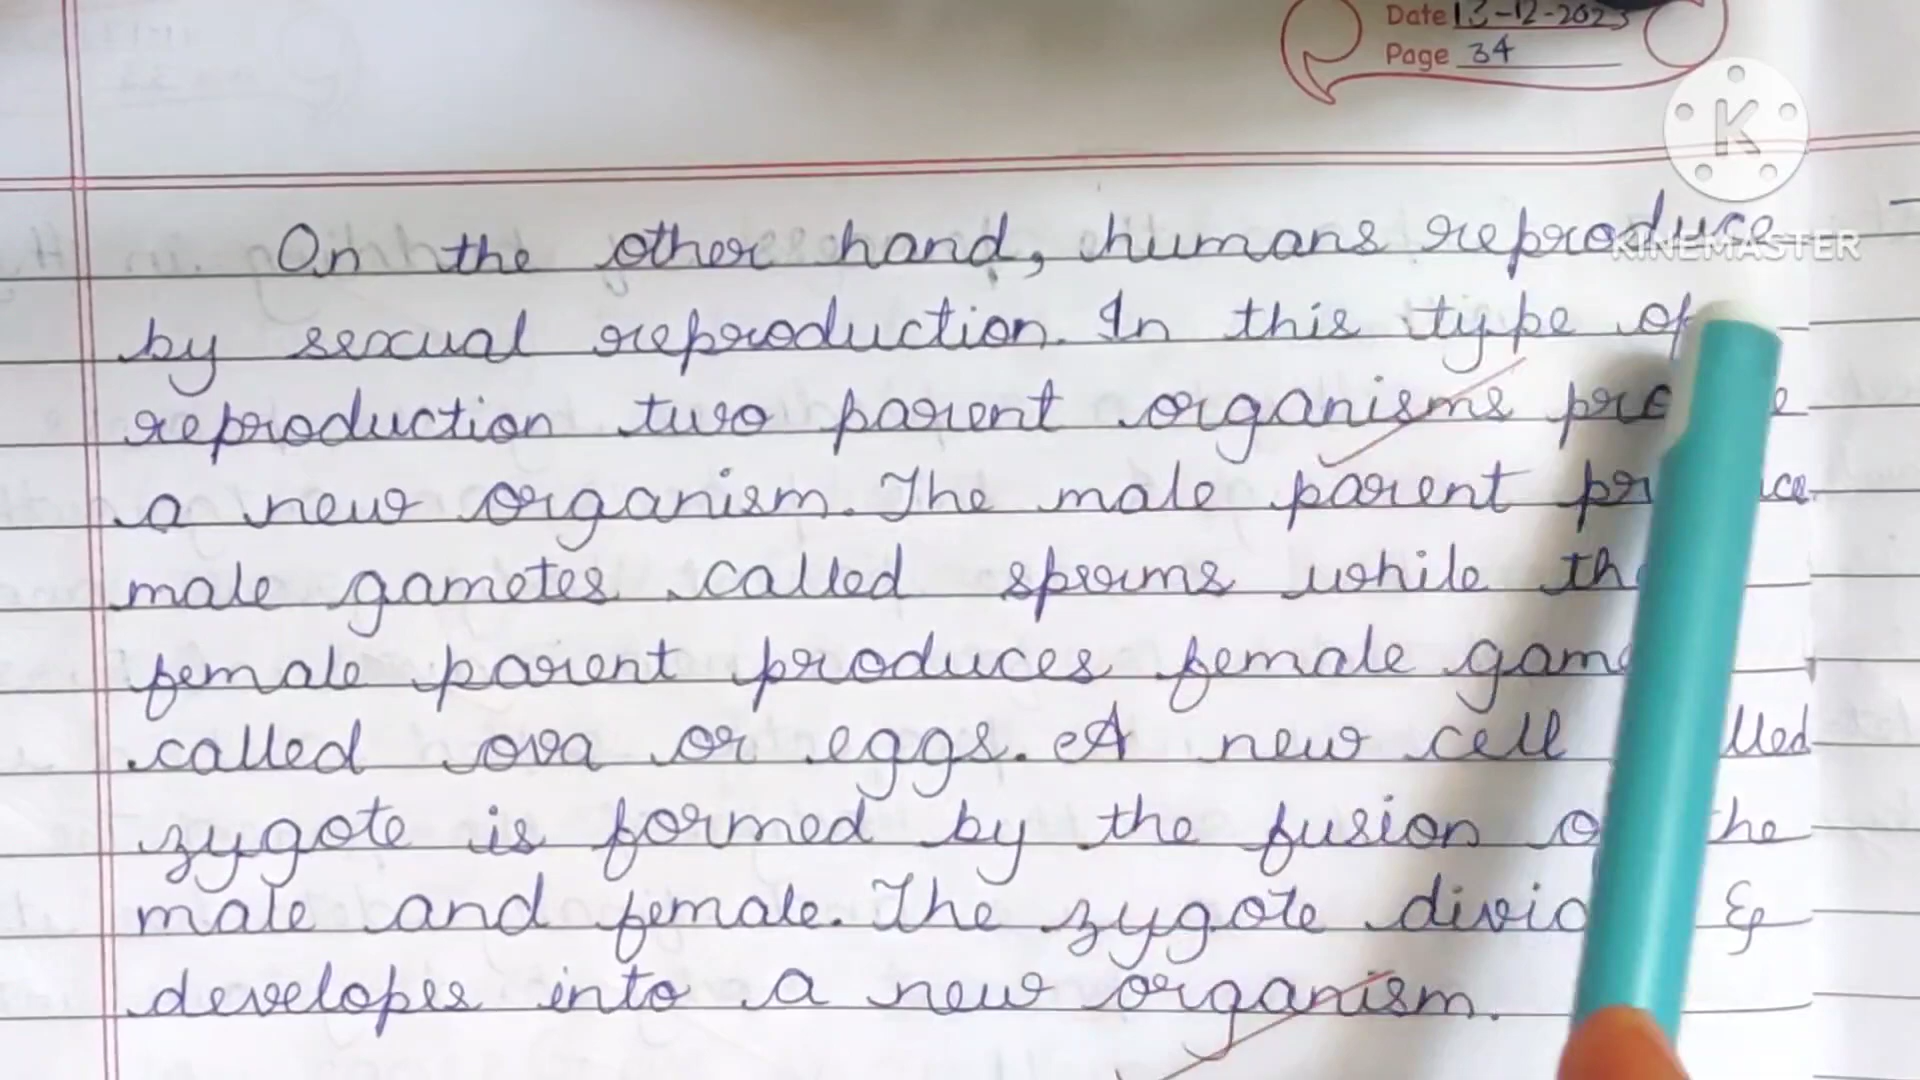 Date 13-12-2023
Page 34
K
KINEMASTER
On the other hand, humans reproduce
by sexual reproduction. In this type of
reproduction two parent organisms
a new organism. The male parent
male gametes called sperms while
female parent produces female
called ova or eggs. A new cell
zygote is formed by the fusion
male and female. The zygote &
developes into a new organism.